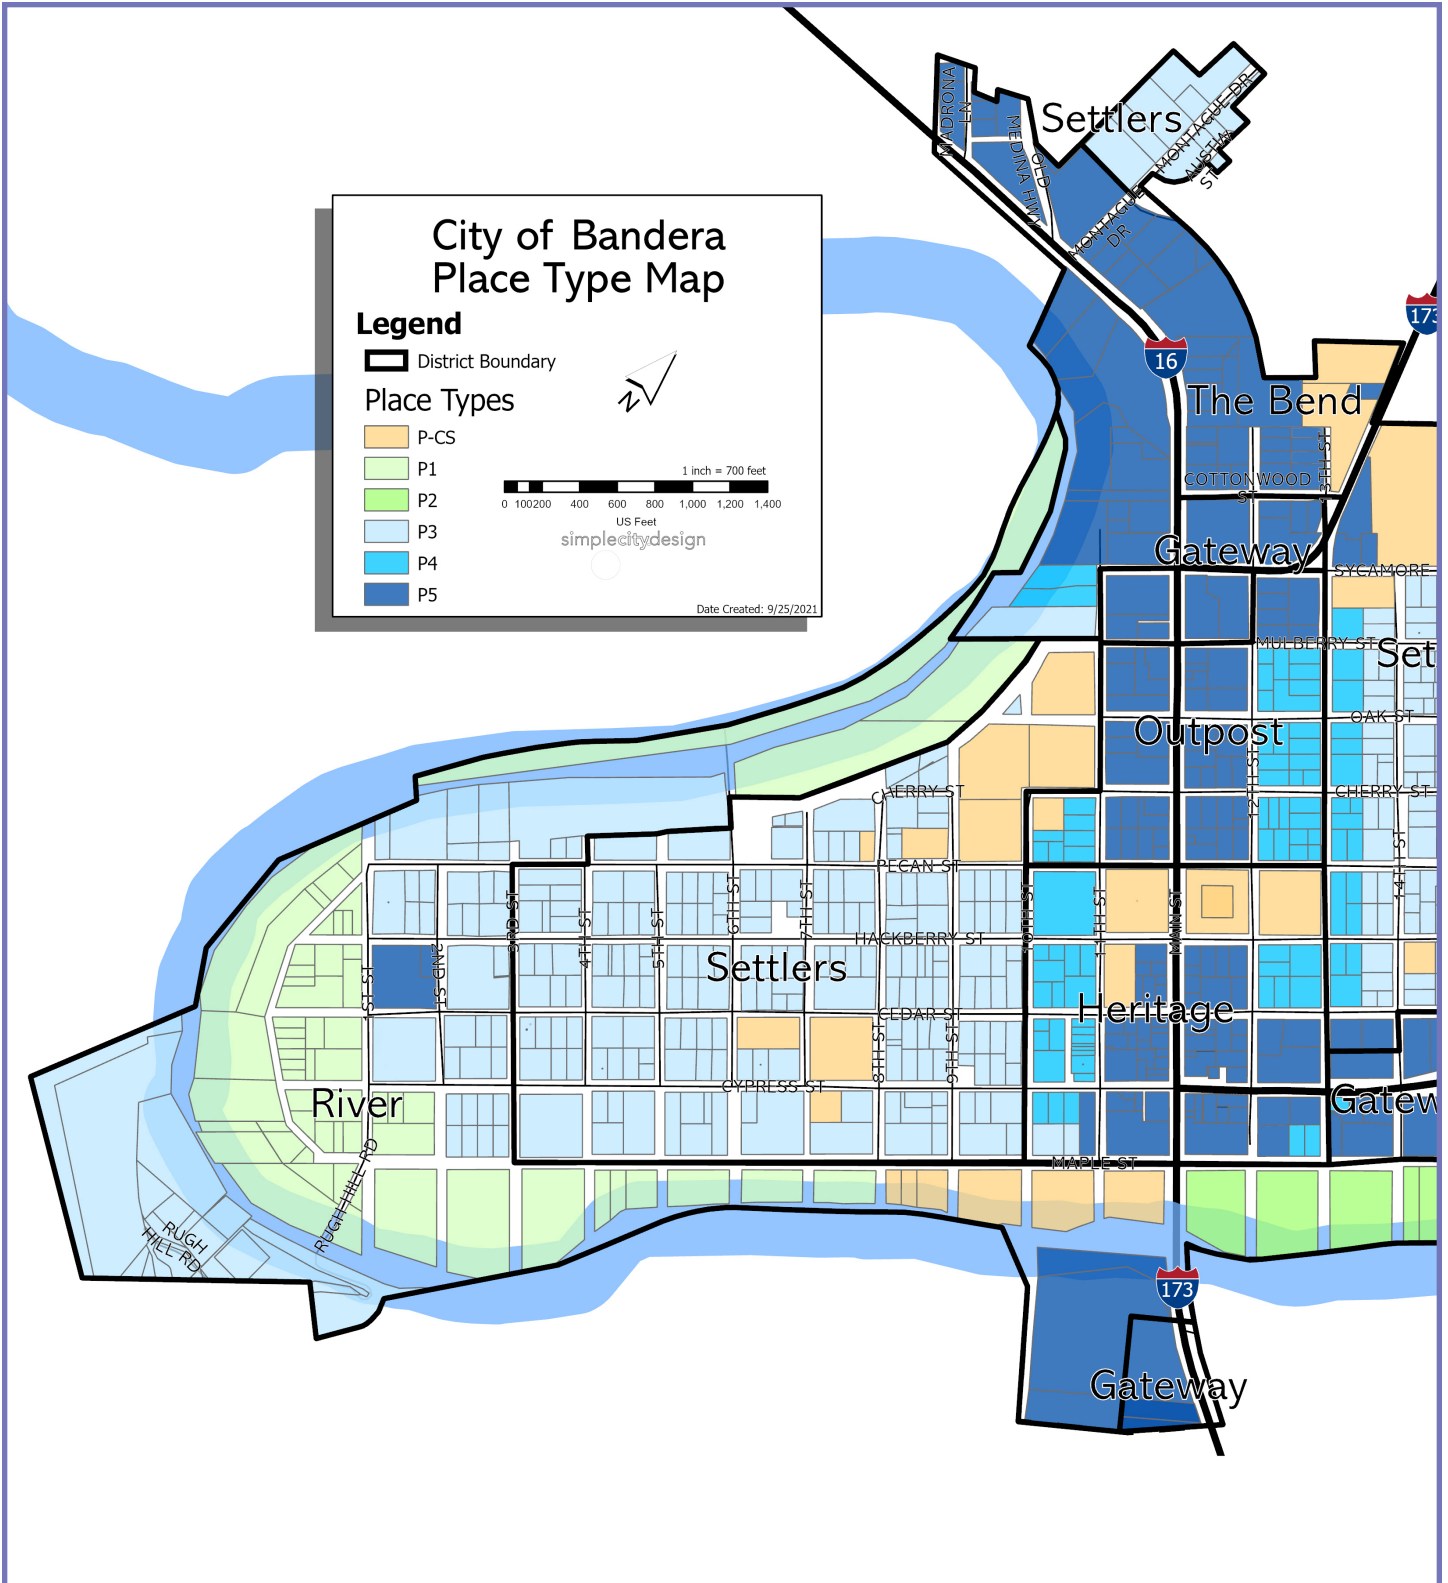 MADRONA
LN
MEDINA HWY
OLD
Settlers
MONTAGUE DR
AUSTIN
ST
MONTAGUE
DR
City of Bandera
Place Type Map
Legend
District Boundary
Place Types
P-CS
P1
P2
P3
P4
P5
N
1 inch = 700 feet
0 100200 400 600 800 1,000 1,200 1,400
US Feet
simplecitydesign
Date Created: 9/25/2021
173
16
The Bend
13TH ST
COTTONWOOD
ST
Gateway
SYCAMORE
MULBERRY ST
Set
OAK ST
Outpost
12TH ST
CHERRY ST
CHERRY ST
14TH ST
PECAN ST
3RD ST
4TH ST
5TH ST
6TH ST
7TH ST
10TH ST
11TH ST
MAIN ST
HACKBERRY ST
1ST ST
2ND ST
Settlers
Heritage
CEDAR ST
8TH ST
9TH ST
CYPRESS ST
River
Gatew
MAPLE ST
RUGH HILL RD
RUGH
HILL RD
173
Gateway